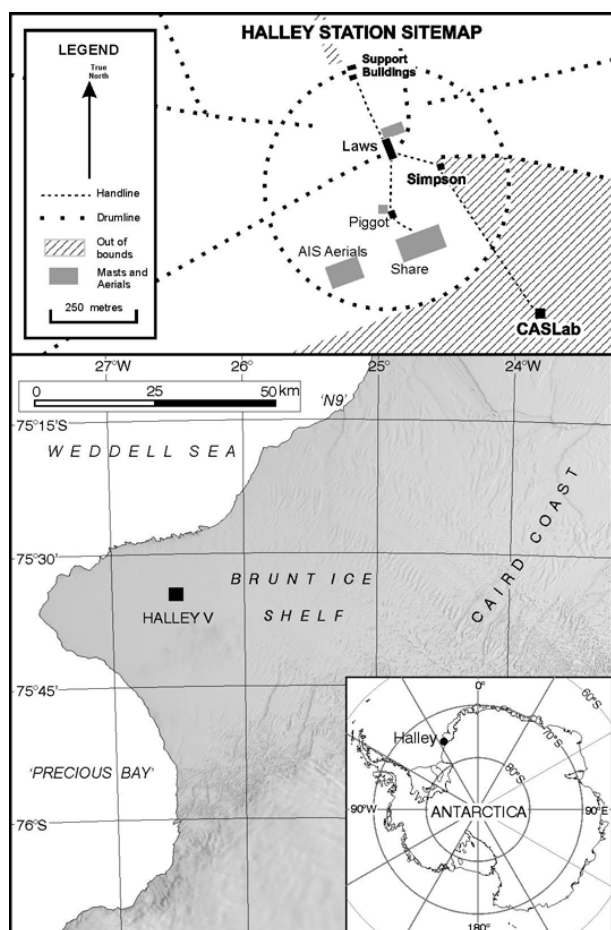 HALLEY STATION SITEMAP
LEGEND
True
North
Handline
Drumline
Out of
bounds
Masts and
Aerials
250 metres
Support
Buildings
Laws
Simpson
Piggot
AIS Aerials
Share
CASLab
27°W
26°
25°
24°W
0
25
50 km
'N9'
75°15'S
WEDDELL SEA
75°30'
BRUNT ICE
SHELF
CAIRD COAST
HALLEY V
75°45'
'PRECIOUS BAY'
76°S
0°
60°S
Halley
70°S
80°S
90°W
ANTARCTICA
90°E
180°